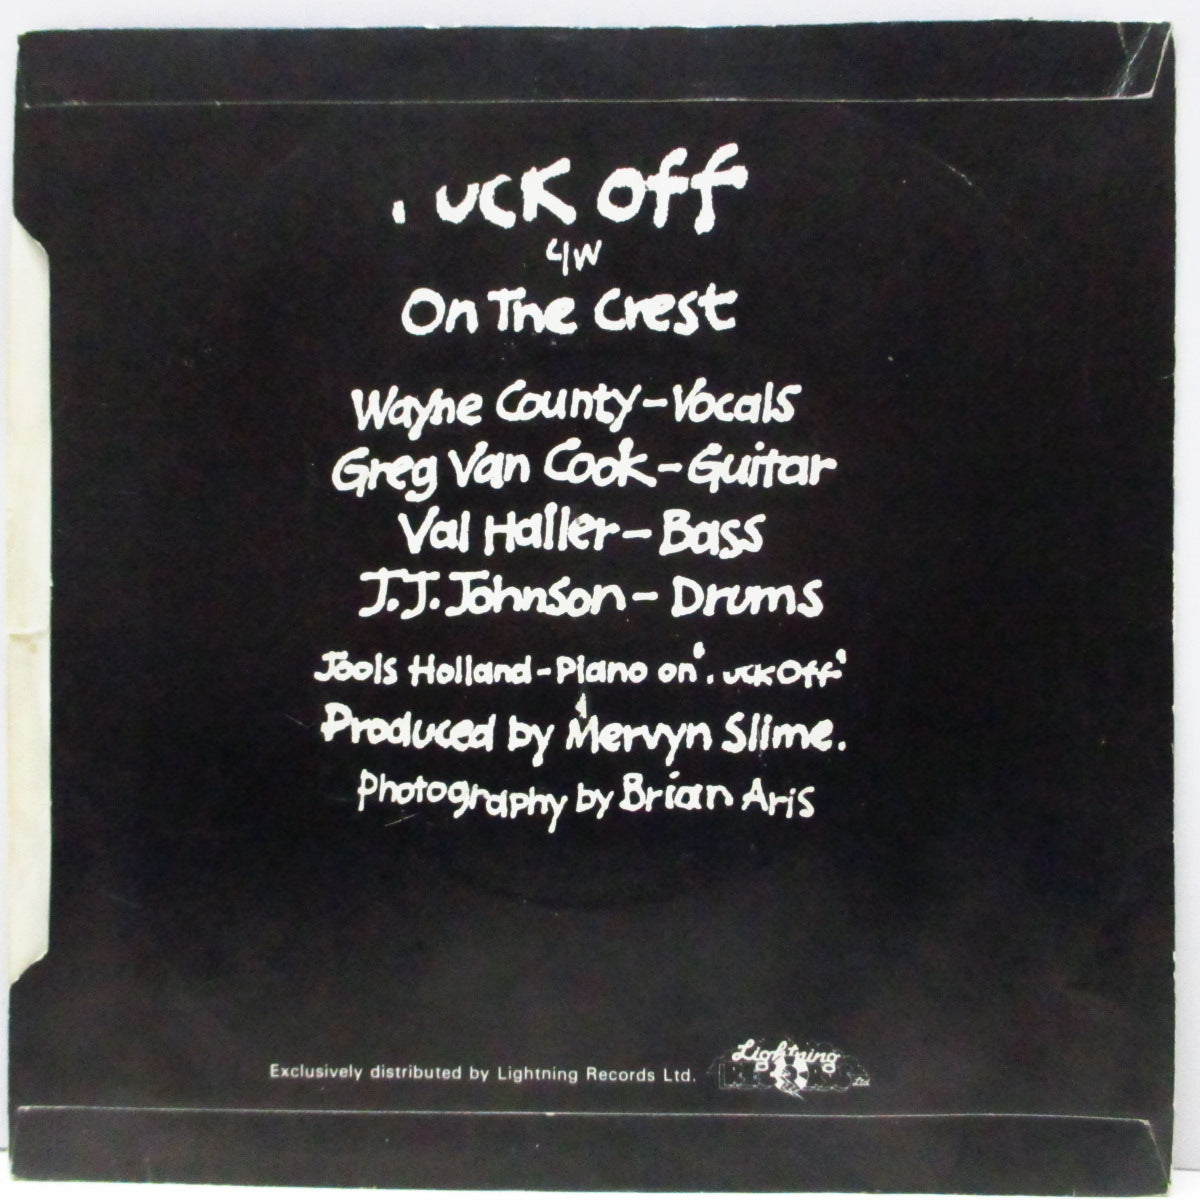 . uck off
c/w
On The Crest
Wayne County - Vocals
Greg Van Cook - Guitar
Val Haller - Bass
J.J. Johnson - Drums
Jools Holland - Piano on '. uck Off'
Produced by Mervyn Slime.
Photography by Brian Aris
Exclusively distributed by Lightning Records Ltd.
Lightning
RECORDS Ltd